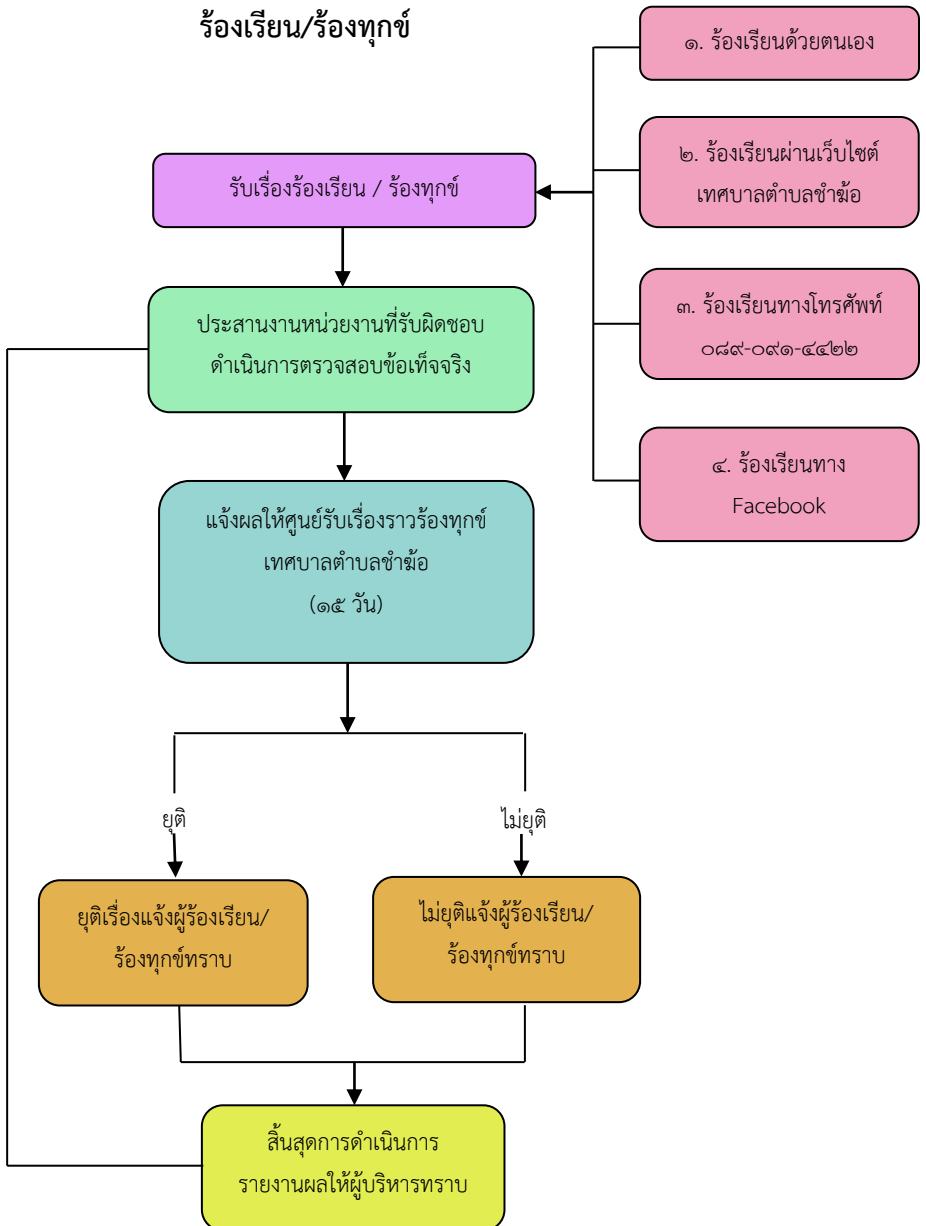 ร้องเรียน/ร้องทุกข์
๑. ร้องเรียนด้วยตนเอง
๒. ร้องเรียนผ่านเว็บไซต์
เทศบาลตำบลชำฆ้อ
รับเรื่องร้องเรียน / ร้องทุกข์
๓. ร้องเรียนทางโทรศัพท์
๐๘๙-๐๙๑-๔๔๒๒
ประสานงานหน่วยงานที่รับผิดชอบ
ดำเนินการตรวจสอบข้อเท็จจริง
๔. ร้องเรียนทาง
Facebook
แจ้งผลให้ศูนย์รับเรื่องราวร้องทุกข์
เทศบาลตำบลชำฆ้อ
(๑๕ วัน)
ยุติ
ไม่ยุติ
ยุติเรื่องแจ้งผู้ร้องเรียน/
ร้องทุกข์ทราบ
ไม่ยุติแจ้งผู้ร้องเรียน/
ร้องทุกข์ทราบ
สิ้นสุดการดำเนินการ
รายงานผลให้ผู้บริหารทราบ